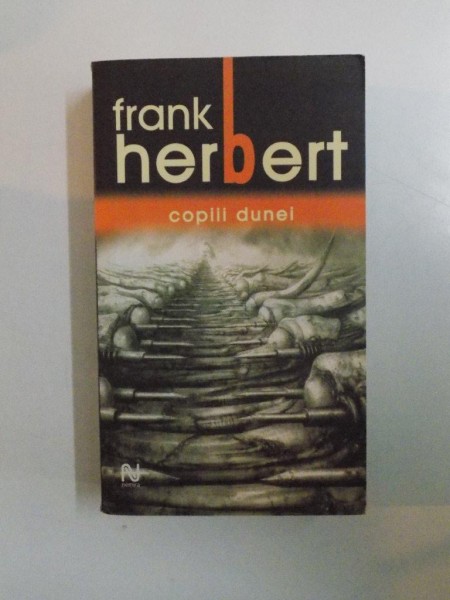 frank
herbert
copiii dunei